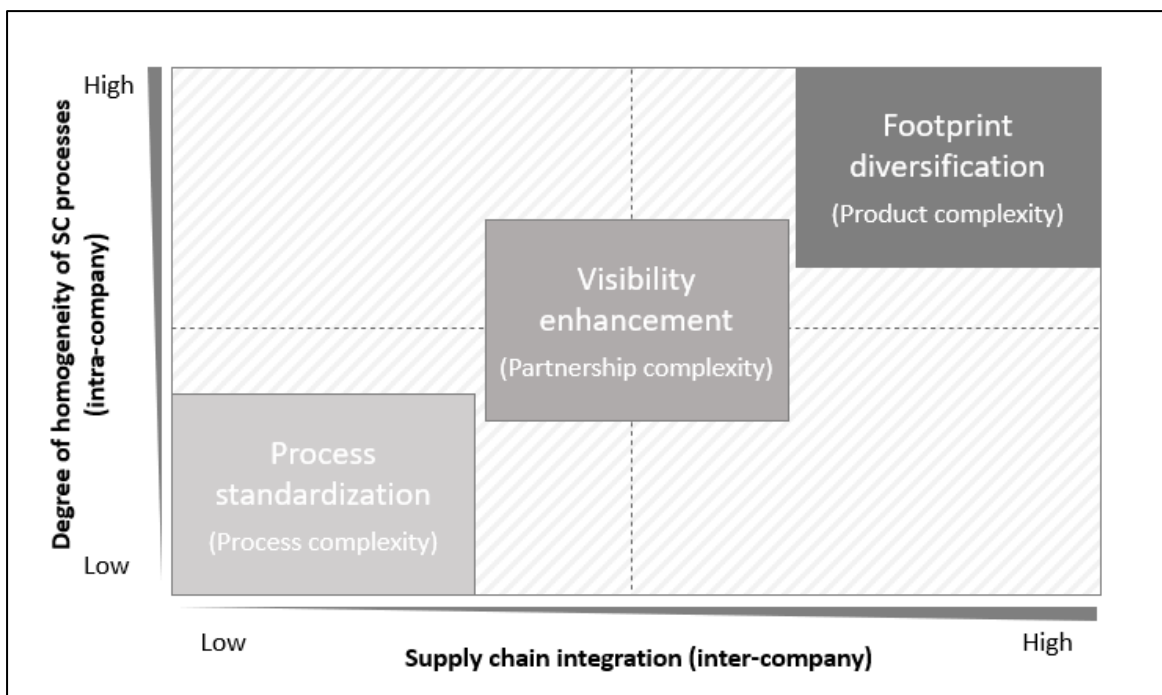 High
Degree of homogeneity of SC processes
(intra-company)
Low
Footprint
diversification
(Product complexity)
Visibility
enhancement
(Partnership complexity)
Process
standardization
(Process complexity)
Low
High
Supply chain integration (inter-company)